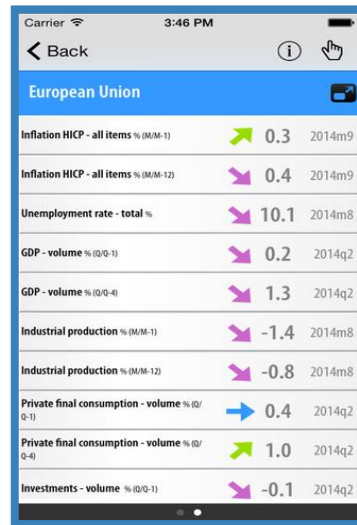 Carrier 3:46 PM
Back
European Union
Inflation HICP - all items % (M/M-1) 0.3 2014m9
Inflation HICP - all items % (M/M-12) 0.4 2014m9
Unemployment rate - total % 10.1 2014m8
GDP - volume % (Q/Q-1) 0.2 2014q2
GDP - volume % (Q/Q-4) 1.3 2014q2
Industrial production % (M/M-1) -1.4 2014m8
Industrial production % (M/M-12) -0.8 2014m8
Private final consumption - volume % (Q/
Q-1) 0.4 2014q2
Private final consumption - volume % (Q/
Q-4) 1.0 2014q2
Investments - volume % (Q/Q-1) -0.1 2014q2